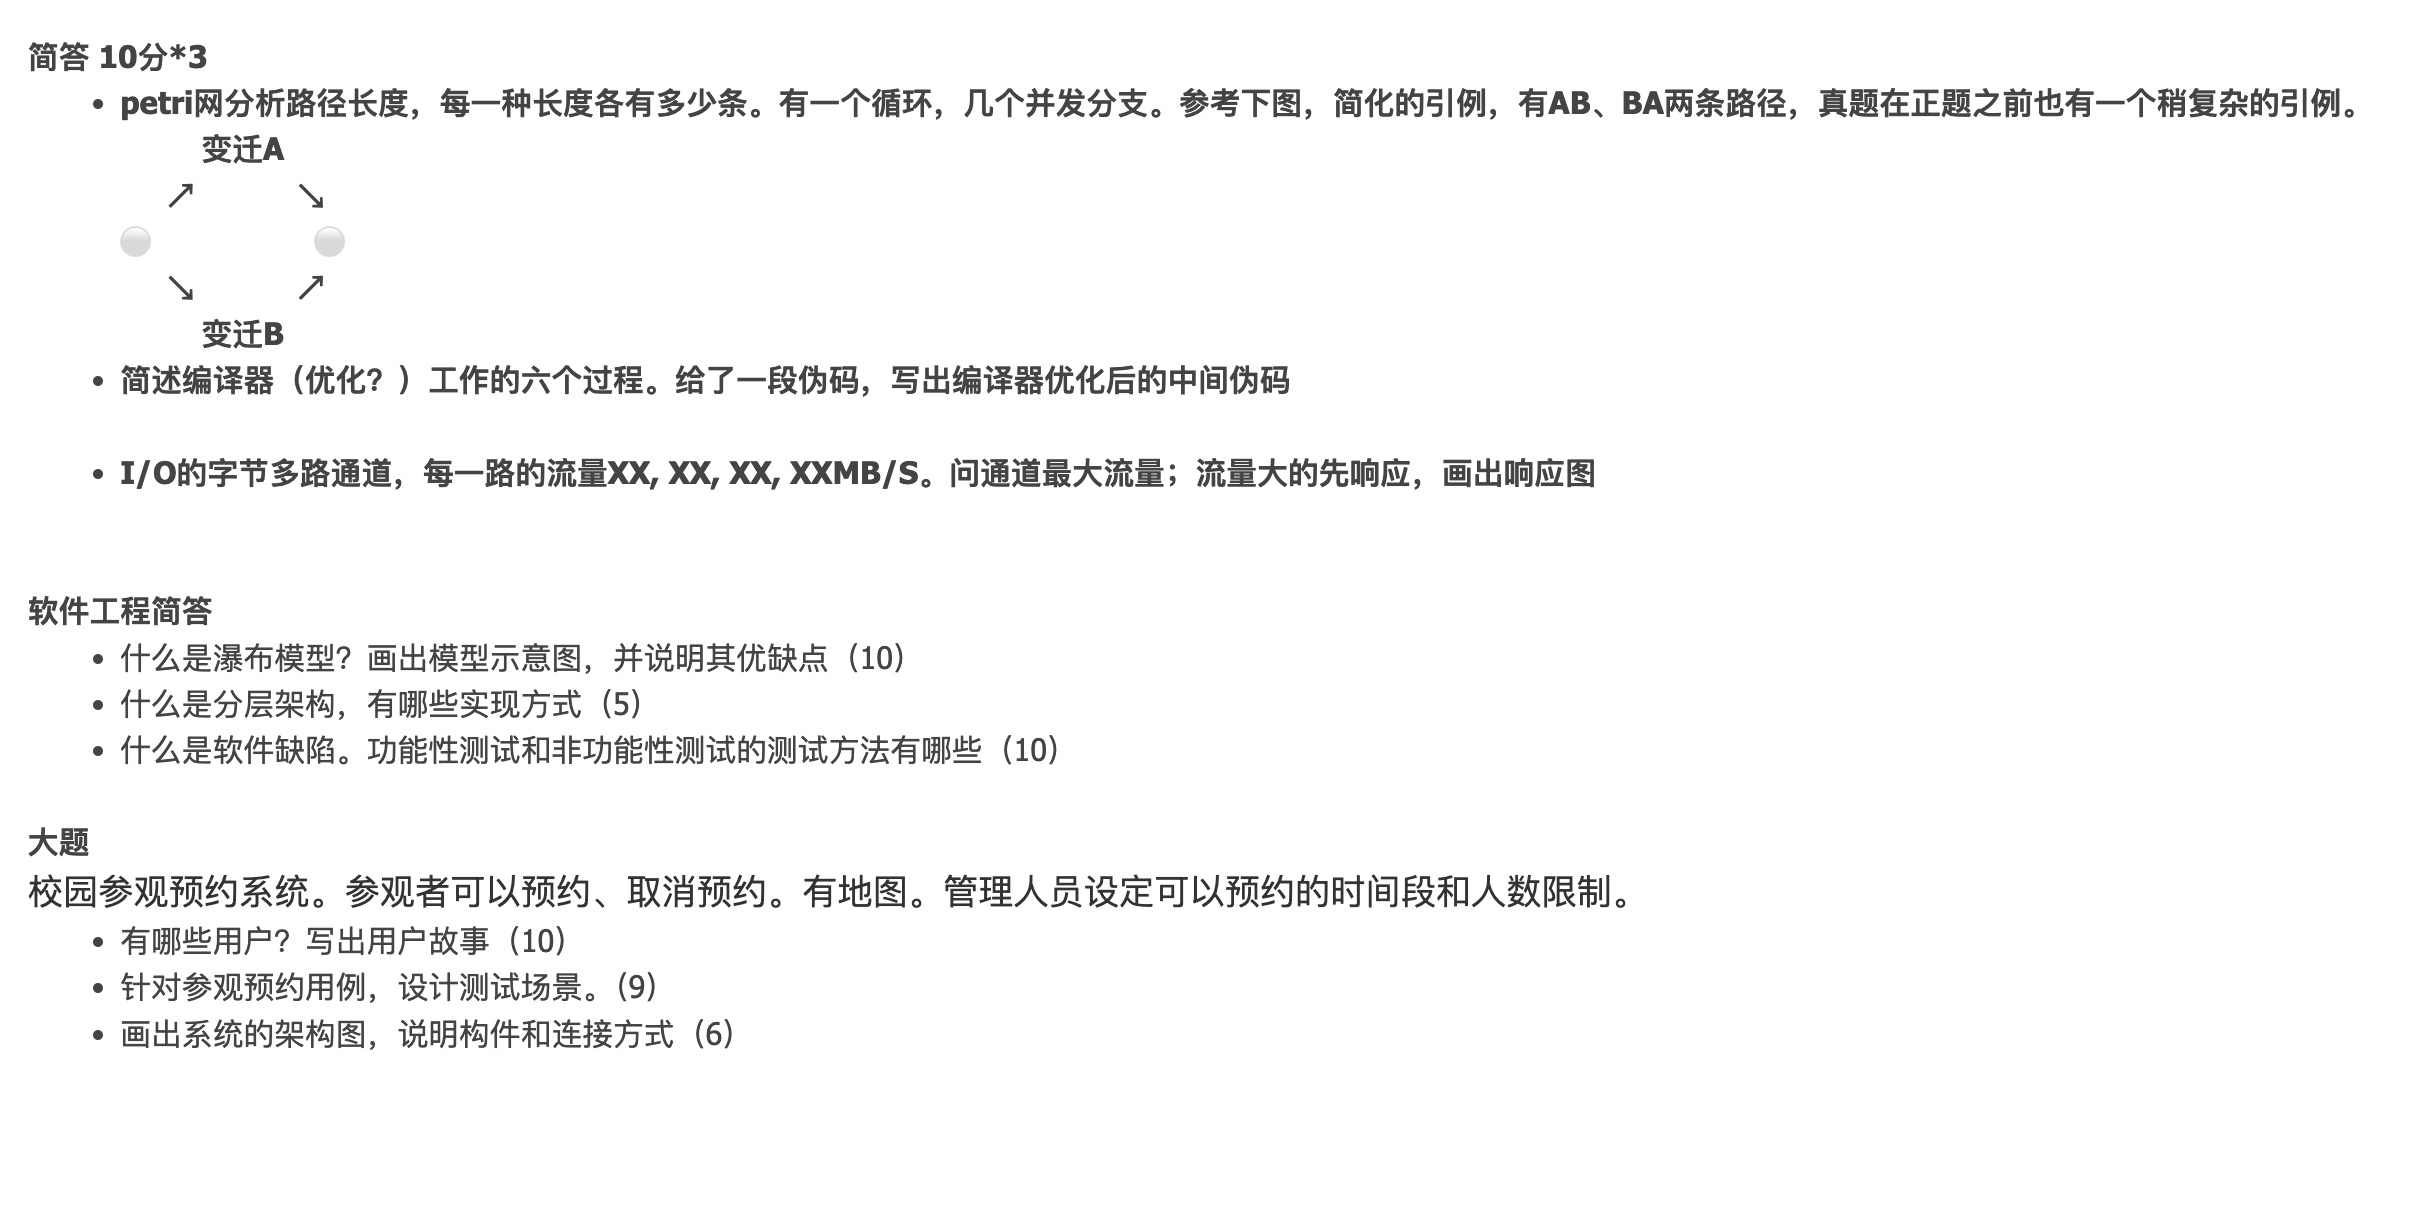 简答 10分*3
petri网分析路径长度，每一种长度各有多少条。有一个循环，几个并发分支。参考下图，简化的引例，有AB、BA两条路径，真题在正题之前也有一个稍复杂的引例。
变迁A
↗ ↘
↘ ↗
变迁B
简述编译器（优化？）工作的六个过程。给了一段伪码，写出编译器优化后的中间伪码
I/O的字节多路通道，每一路的流量XX, XX, XX, XXMB/S。问通道最大流量；流量大的先响应，画出响应图
软件工程简答
什么是瀑布模型？画出模型示意图，并说明其优缺点（10）
什么是分层架构，有哪些实现方式（5）
什么是软件缺陷。功能性测试和非功能性测试的测试方法有哪些（10）
大题
校园参观预约系统。参观者可以预约、取消预约。有地图。管理人员设定可以预约的时间段和人数限制。
有哪些用户？写出用户故事（10）
针对参观预约用例，设计测试场景。（9）
画出系统的架构图，说明构件和连接方式（6）